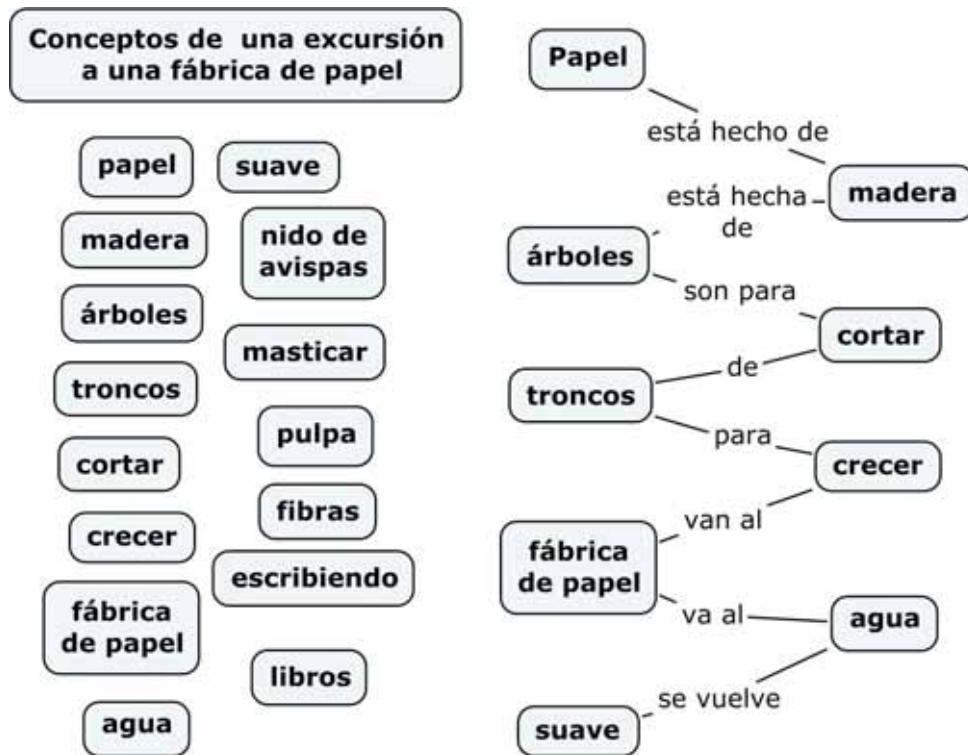 Conceptos de una excursión
a una fábrica de papel
papel
suave
madera
nido de
avispas
árboles
masticar
troncos
pulpa
cortar
fibras
crecer
escribiendo
fábrica
de papel
libros
agua
Papel
está hecho de
madera
está hecha
de
árboles
son para
cortar
de
troncos
para
crecer
van al
fábrica
de papel
va al
agua
se vuelve
suave